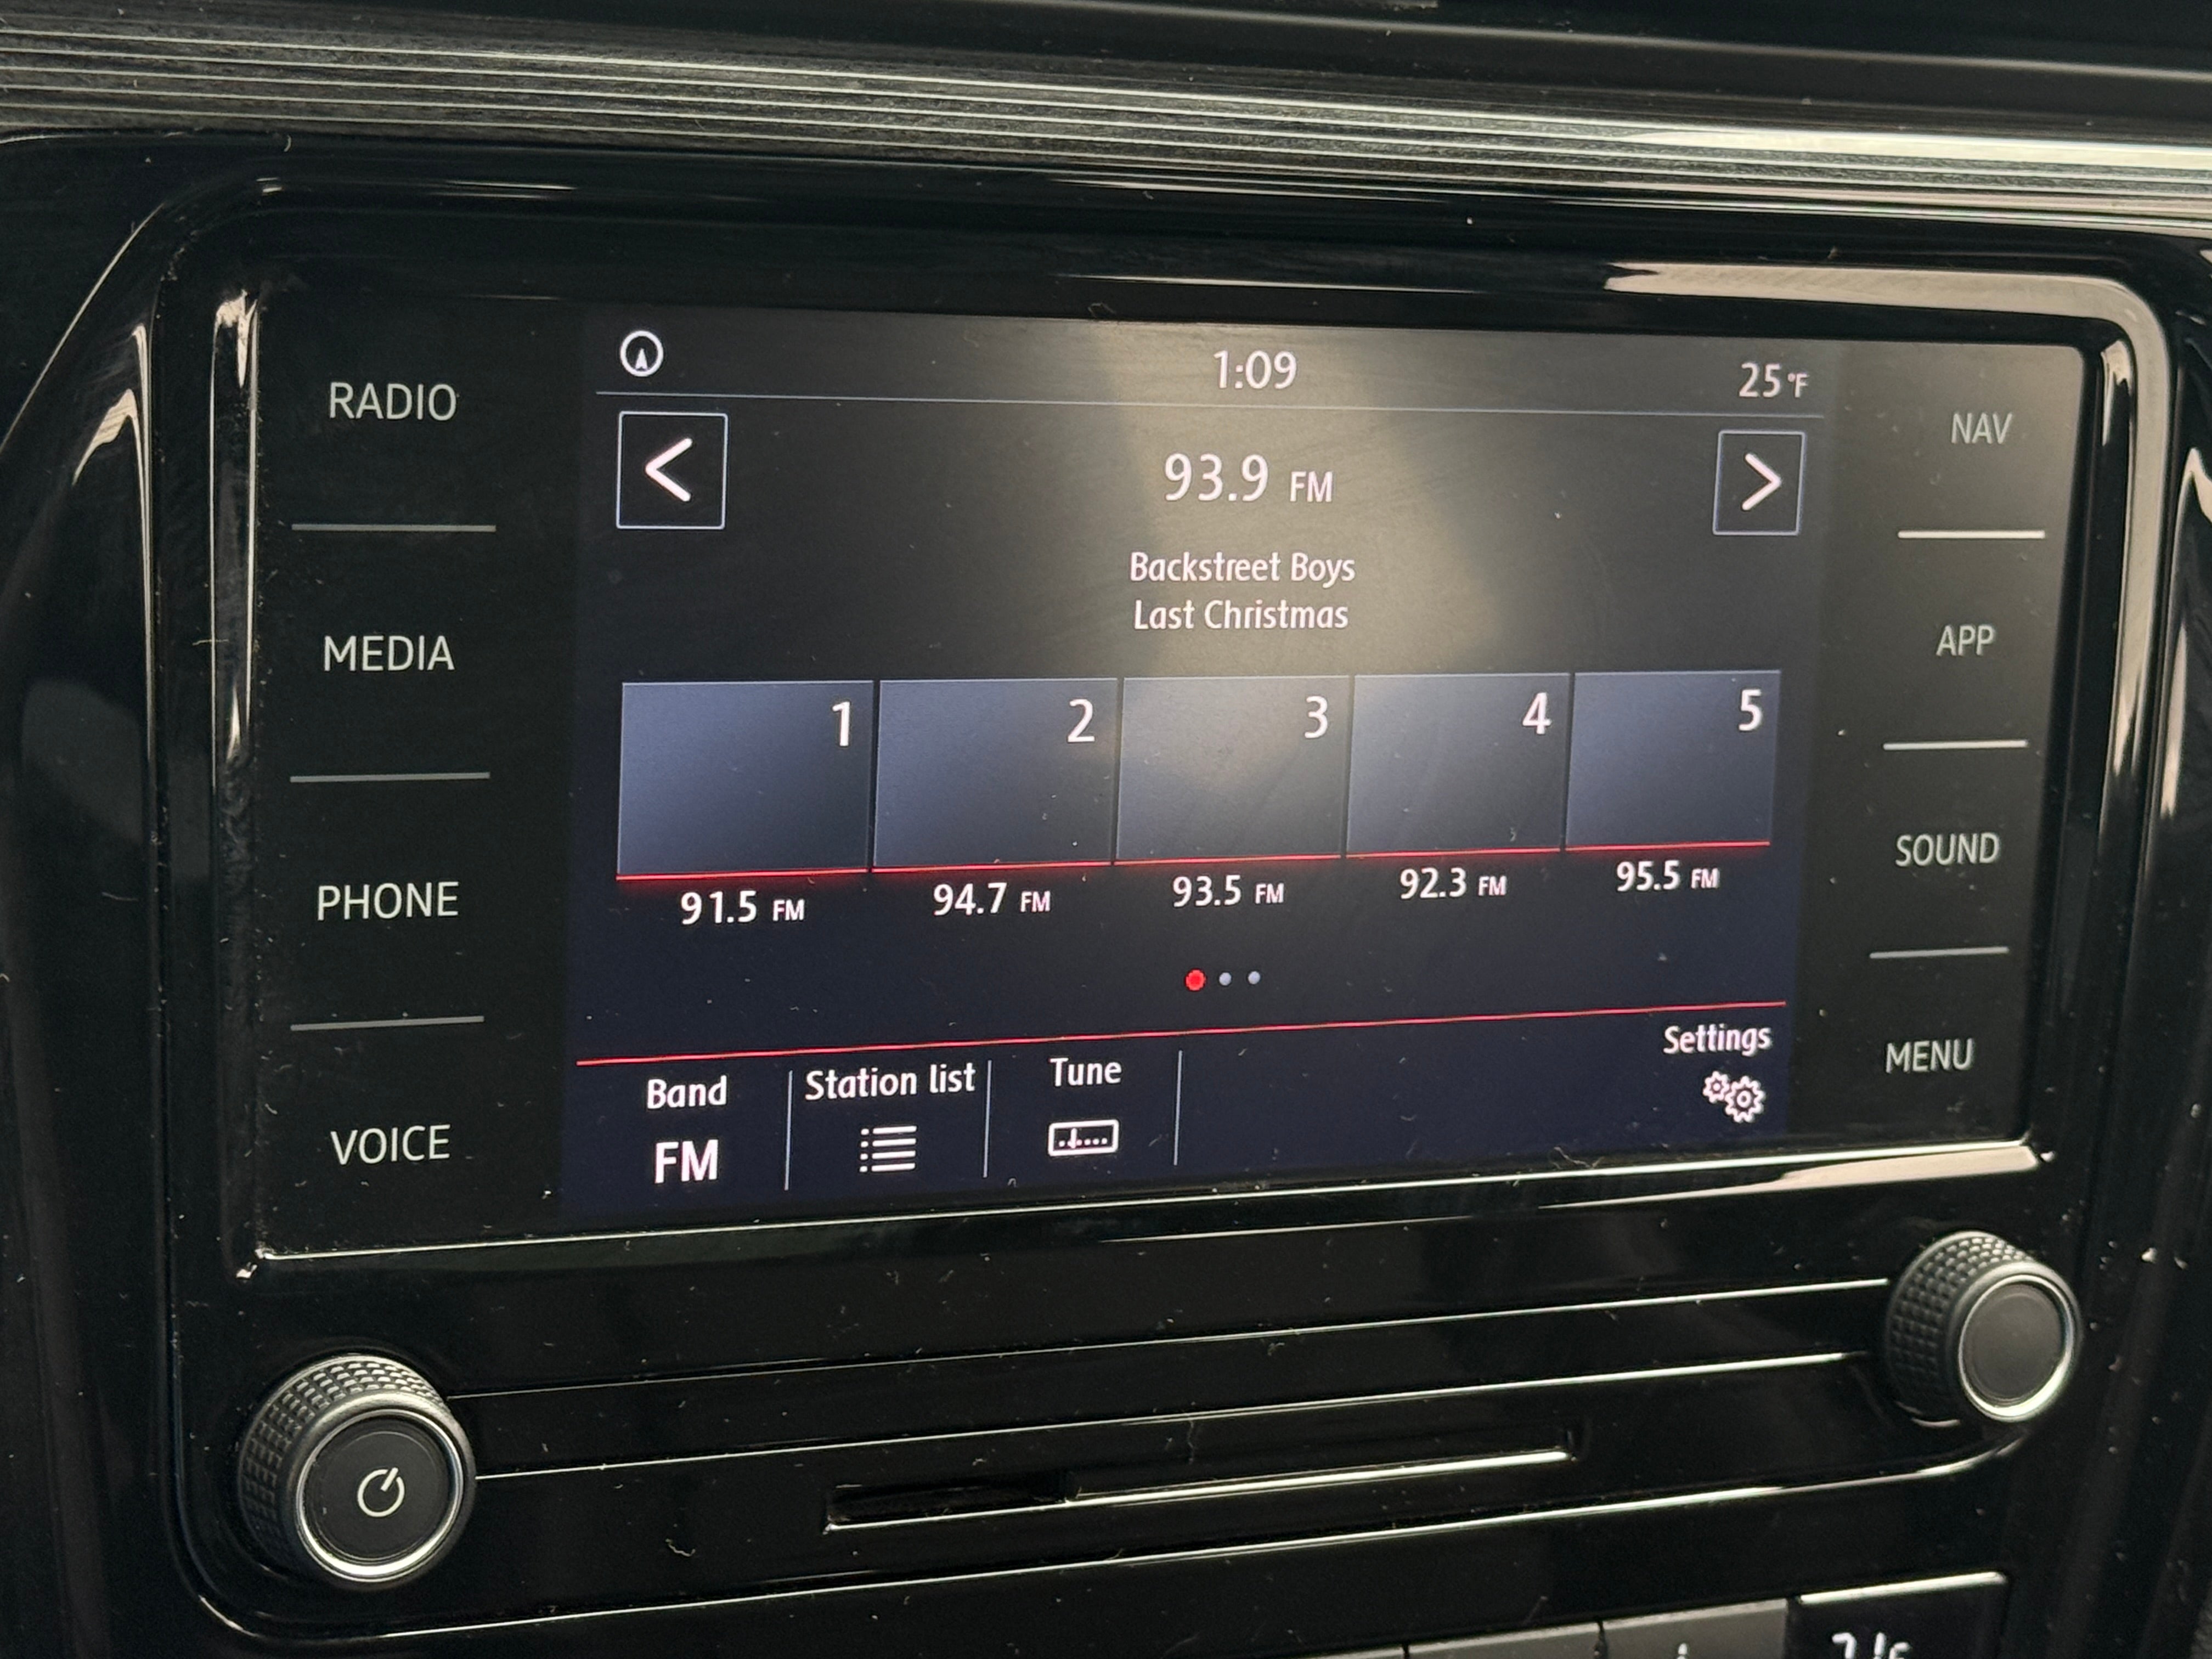 RADIO
MEDIA
PHONE
VOICE
1:09
25°F
<
93.9 FM
>
Backstreet Boys
Last Christmas
1
2
3
4
5
91.5 FM
94.7 FM
93.5 FM
92.3 FM
95.5 FM
Band
FM
Station list
Tune
Settings
NAV
APP
SOUND
MENU